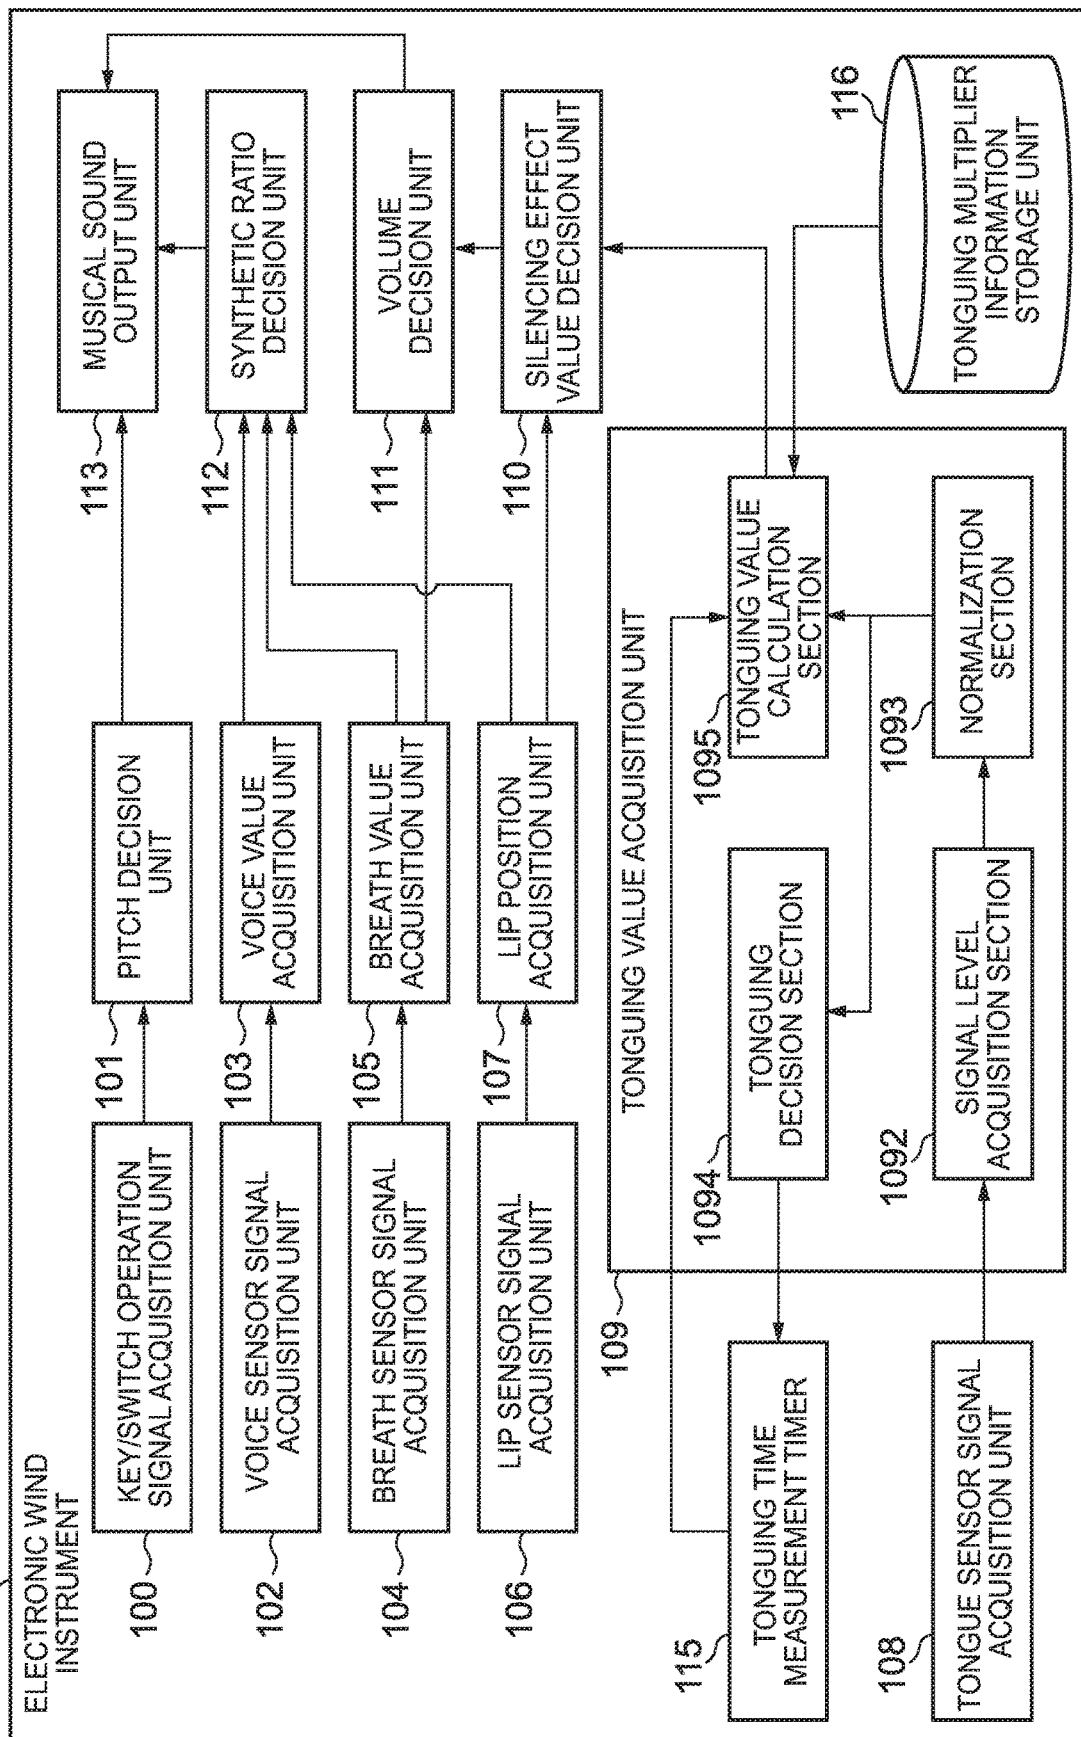 ELECTRONIC WIND
INSTRUMENT
100
KEY/SWITCH OPERATION
SIGNAL ACQUISITION UNIT
101
PITCH DECISION
UNIT
113
MUSICAL SOUND
OUTPUT UNIT
102
VOICE SENSOR SIGNAL
ACQUISITION UNIT
103
VOICE VALUE
ACQUISITION UNIT
112
SYNTHETIC RATIO
DECISION UNIT
104
BREATH SENSOR SIGNAL
ACQUISITION UNIT
105
BREATH VALUE
ACQUISITION UNIT
111
VOLUME
DECISION UNIT
106
LIP SENSOR SIGNAL
ACQUISITION UNIT
107
LIP POSITION
ACQUISITION UNIT
110
SILENCING EFFECT
VALUE DECISION UNIT
109
TONGUING VALUE ACQUISITION UNIT
115
TONGUING TIME
MEASUREMENT TIMER
1094
TONGUING
DECISION SECTION
1095
TONGUING VALUE
CALCULATION
SECTION
108
TONGUE SENSOR SIGNAL
ACQUISITION UNIT
1092
SIGNAL LEVEL
ACQUISITION SECTION
1093
NORMALIZATION
SECTION
116
TONGUING MULTIPLIER
INFORMATION
STORAGE UNIT